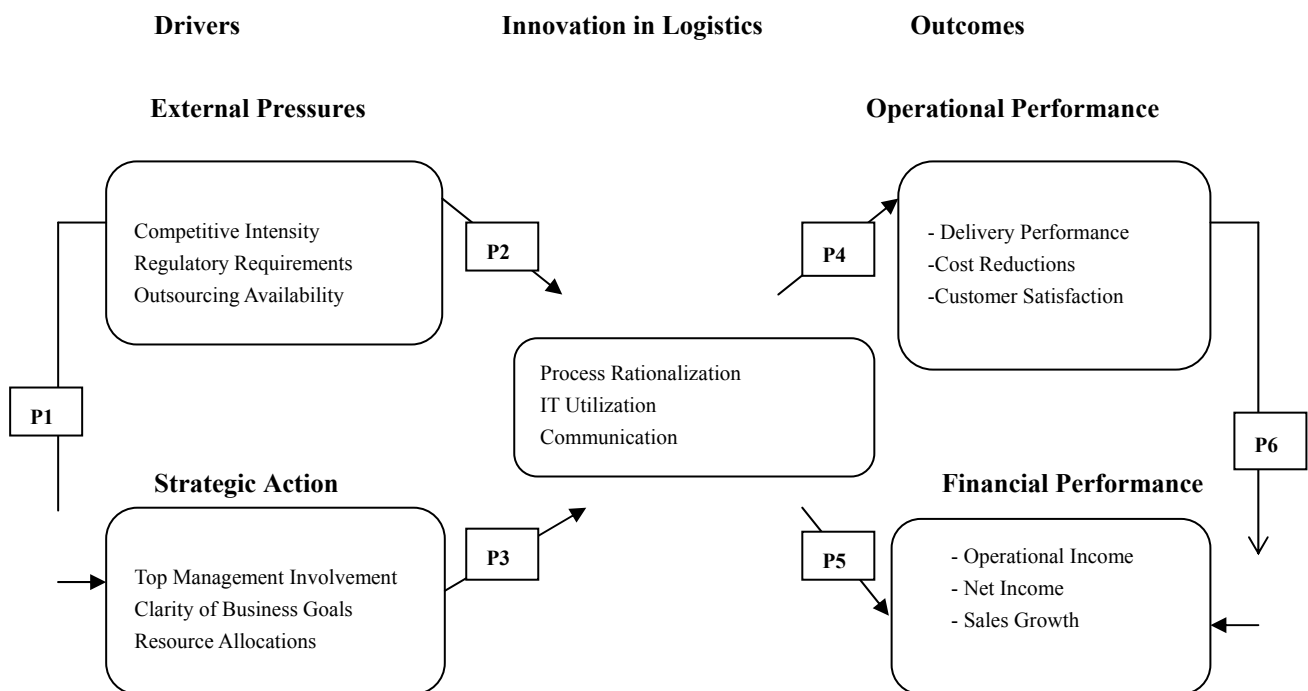 Drivers
Innovation in Logistics
Outcomes
External Pressures
Operational Performance
Competitive Intensity
Regulatory Requirements
Outsourcing Availability
P2
P4
- Delivery Performance
-Cost Reductions
-Customer Satisfaction
Process Rationalization
IT Utilization
Communication
P1
P6
Strategic Action
Financial Performance
Top Management Involvement
Clarity of Business Goals
Resource Allocations
P3
P5
- Operational Income
- Net Income
- Sales Growth